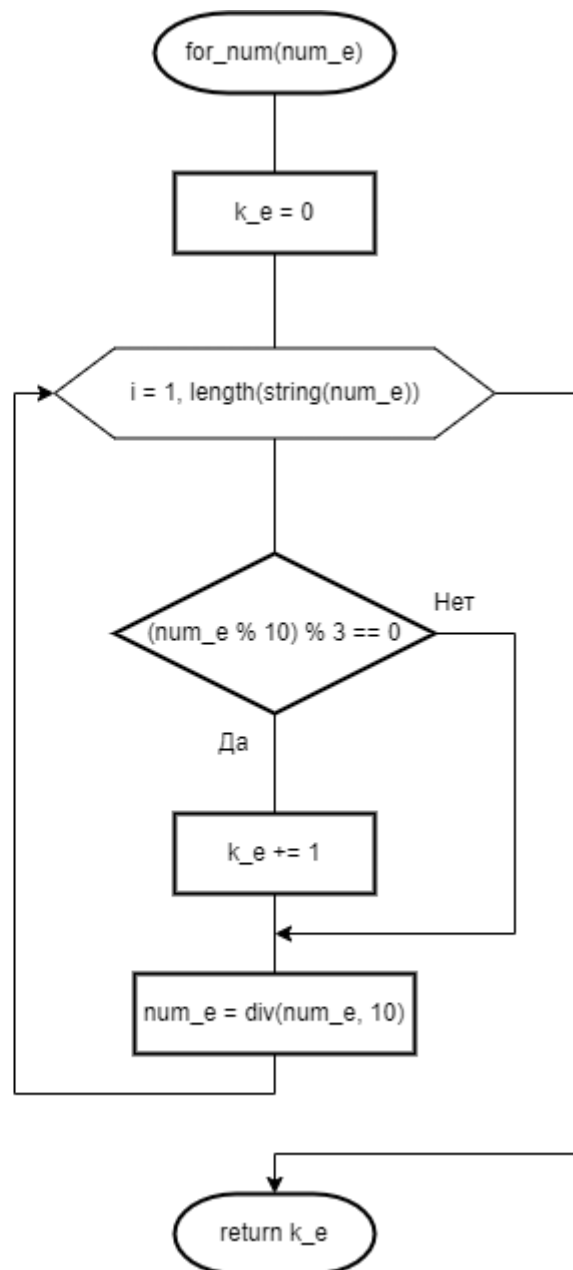 for_num(num_e)
k_e = 0
i = 1, length(string(num_e))
(num_e % 10) % 3 == 0
Нет
Да
k_e += 1
num_e = div(num_e, 10)
return k_e